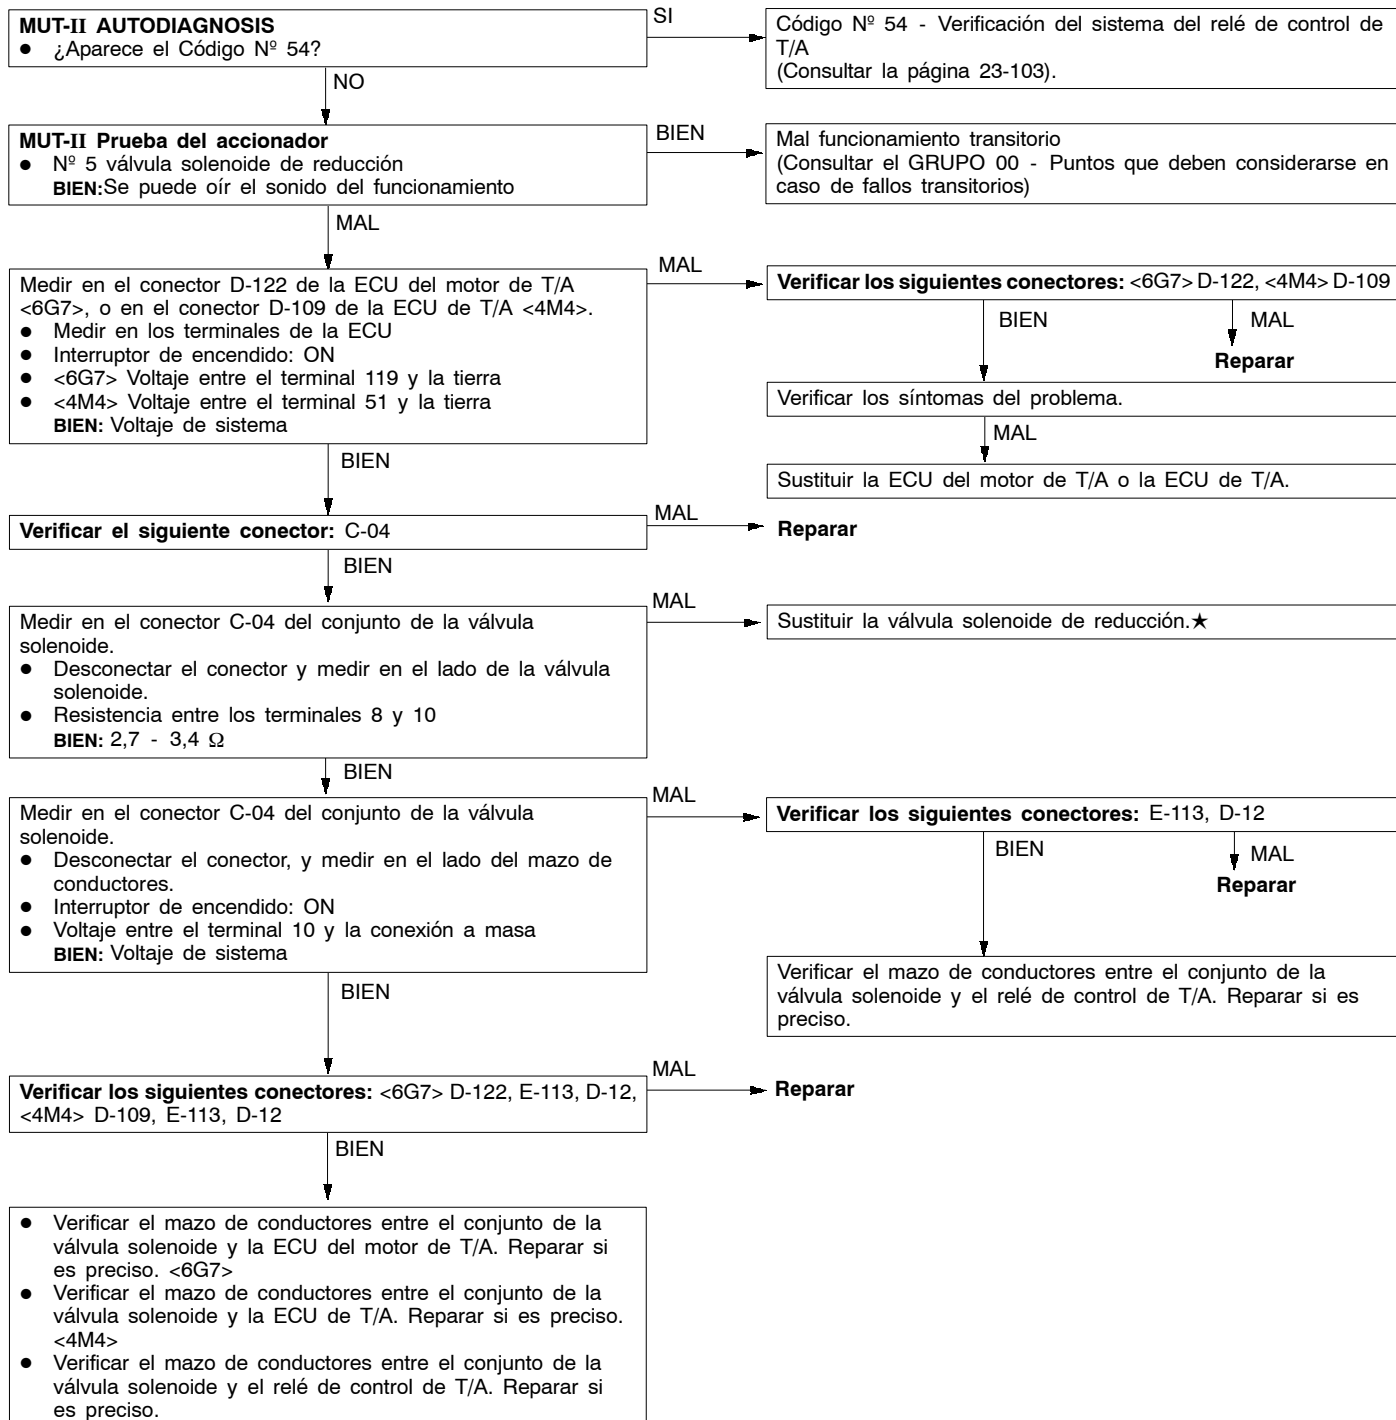 MUT-II AUTODIAGNOSIS
● ¿Aparece el Código Nº 54?
SI
Código Nº 54 - Verificación del sistema del relé de control de
T/A
(Consultar la página 23-103).
NO
MUT-II Prueba del accionador
● Nº 5 válvula solenoide de reducción
BIEN:Se puede oír el sonido del funcionamiento
BIEN
Mal funcionamiento transitorio
(Consultar el GRUPO 00 - Puntos que deben considerarse en
caso de fallos transitorios)
MAL
Medir en el conector D-122 de la ECU del motor de T/A
<6G7>, o en el conector D-109 de la ECU de T/A <4M4>.
● Medir en los terminales de la ECU
● Interruptor de encendido: ON
● <6G7> Voltaje entre el terminal 119 y la tierra
● <4M4> Voltaje entre el terminal 51 y la tierra
BIEN: Voltaje de sistema
MAL
Verificar los siguientes conectores: <6G7> D-122, <4M4> D-109
BIEN
MAL
Reparar
Verificar los síntomas del problema.
MAL
Sustituir la ECU del motor de T/A o la ECU de T/A.
BIEN
Verificar el siguiente conector: C-04
MAL
Reparar
BIEN
Medir en el conector C-04 del conjunto de la válvula
solenoide.
● Desconectar el conector y medir en el lado de la válvula
solenoide.
● Resistencia entre los terminales 8 y 10
BIEN: 2,7 - 3,4 Ω
MAL
Sustituir la válvula solenoide de reducción.★
BIEN
Medir en el conector C-04 del conjunto de la válvula
solenoide.
● Desconectar el conector, y medir en el lado del mazo de
conductores.
● Interruptor de encendido: ON
● Voltaje entre el terminal 10 y la conexión a masa
BIEN: Voltaje de sistema
MAL
Verificar los siguientes conectores: E-113, D-12
BIEN
MAL
Reparar
Verificar el mazo de conductores entre el conjunto de la
válvula solenoide y el relé de control de T/A. Reparar si es
preciso.
BIEN
Verificar los siguientes conectores: <6G7> D-122, E-113, D-12,
<4M4> D-109, E-113, D-12
MAL
Reparar
BIEN
● Verificar el mazo de conductores entre el conjunto de la
válvula solenoide y la ECU del motor de T/A. Reparar si
es preciso. <6G7>
● Verificar el mazo de conductores entre el conjunto de la
válvula solenoide y la ECU de T/A. Reparar si es preciso.
<4M4>
● Verificar el mazo de conductores entre el conjunto de la
válvula solenoide y el relé de control de T/A. Reparar si
es preciso.